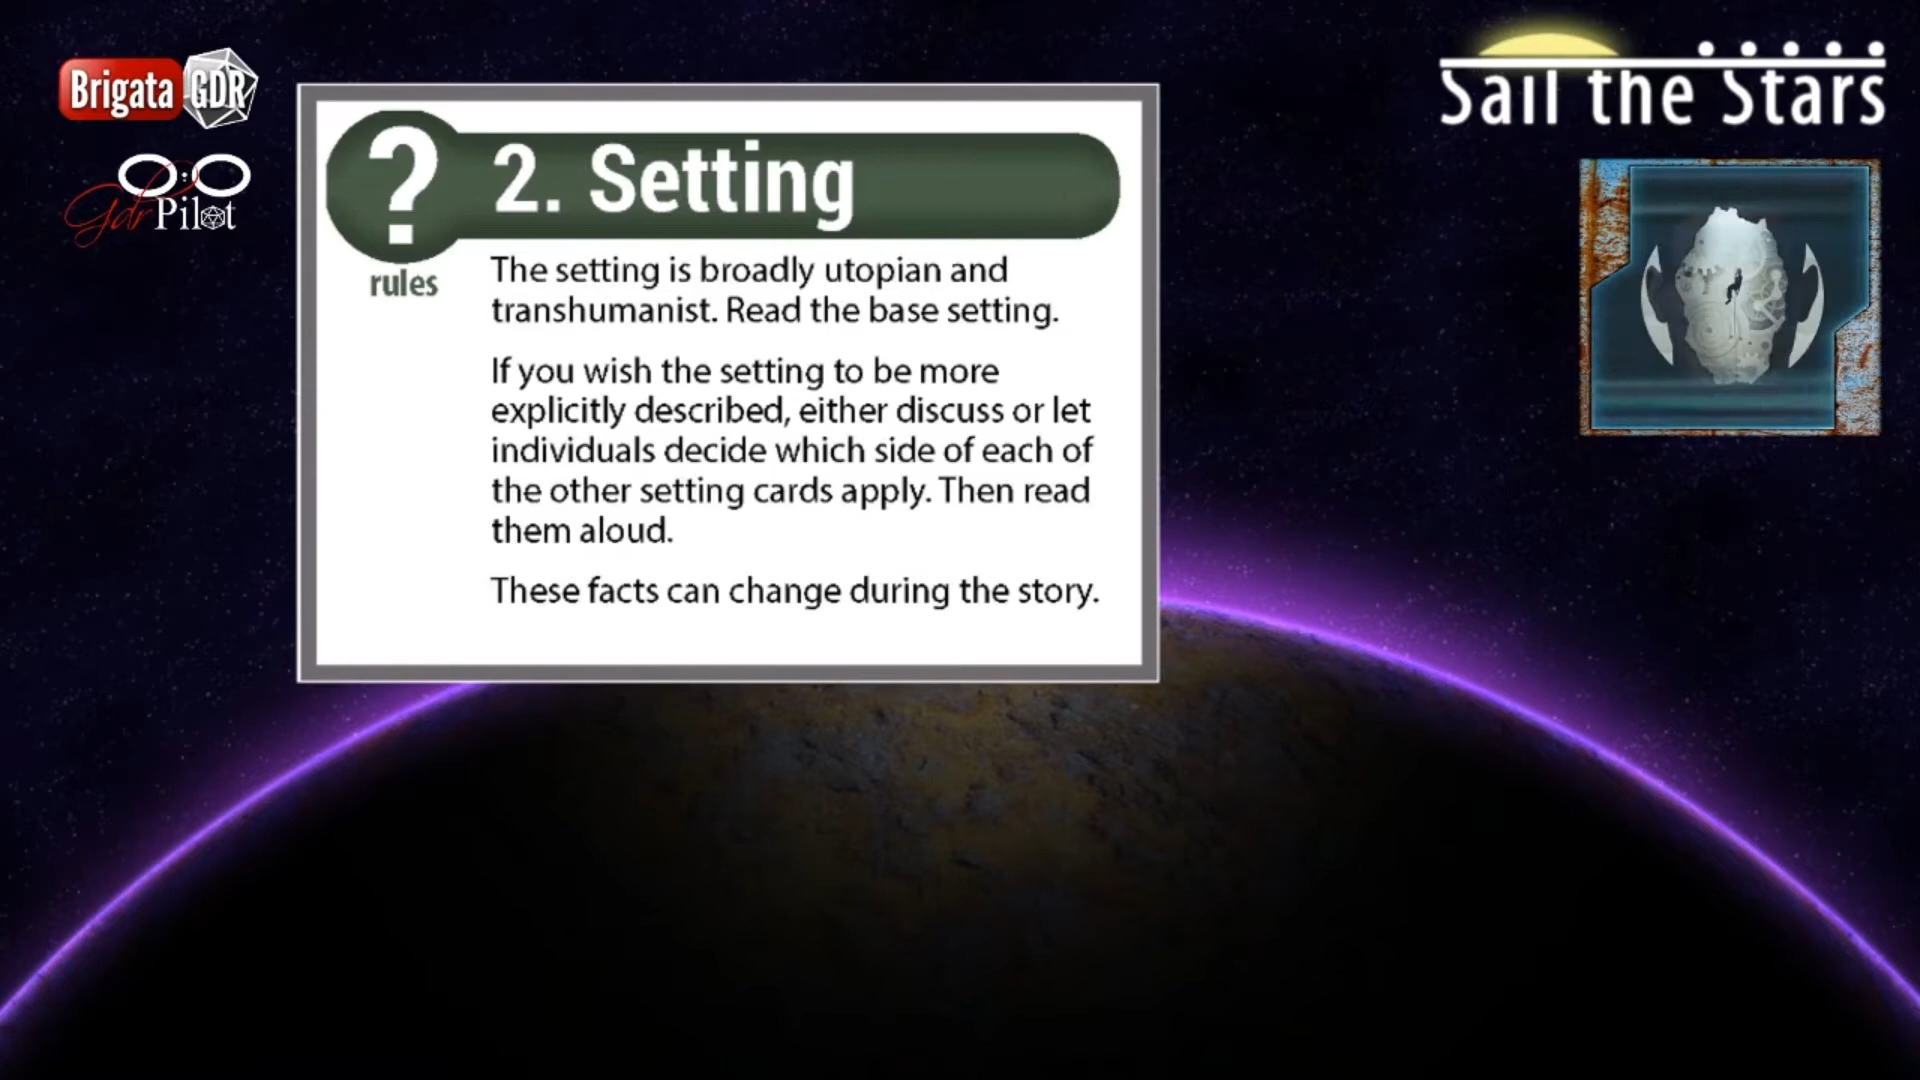 Brigata GDR
Gdr Pilot
Sail the Stars
?
rules
2. Setting
The setting is broadly utopian and
transhumanist. Read the base setting.
If you wish the setting to be more
explicitly described, either discuss or let
individuals decide which side of each of
the other setting cards apply. Then read
them aloud.
These facts can change during the story.